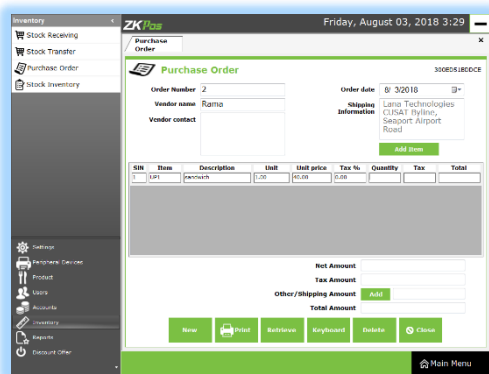 Inventory
Stock Receiving
Stock Transfer
Purchase Order
Stock Inventory
Settings
Peripheral Devices
Product
Users
Accounts
Inventory
Reports
Discount Offer
ZKPos
Friday, August 03, 2018 3:29
Purchase
Order
x
Purchase Order
300ED51BDDCE
Order Number 2
Order date 8/ 3/2018
Vendor name Rama
Shipping
Information
Lana Technologies
CUSAT Byline,
Seaport Airport
Road
Vendor contact
Add Item
SIN Item Description Unit Unit price Tax % Quantity Tax Total
1 UP1 sandwich 1.00 40.00 0.00
Net Amount
Tax Amount
Other/Shipping Amount Add
Total Amount
New Print Retrieve Keyboard Delete Close
Main Menu